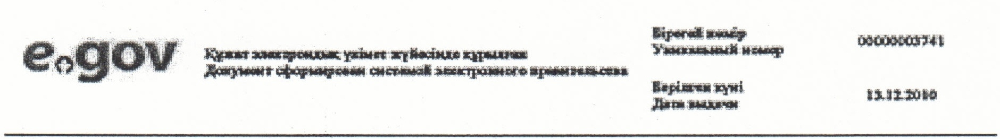 e.gov
Құжат электрондық үкімет жүйесінде құрылған
Документ сформирован системой электронного правительства
Бірегей нөмір
Уникальный номер
00000003741
Берілген күні
Дата выдачи
13.12.2010